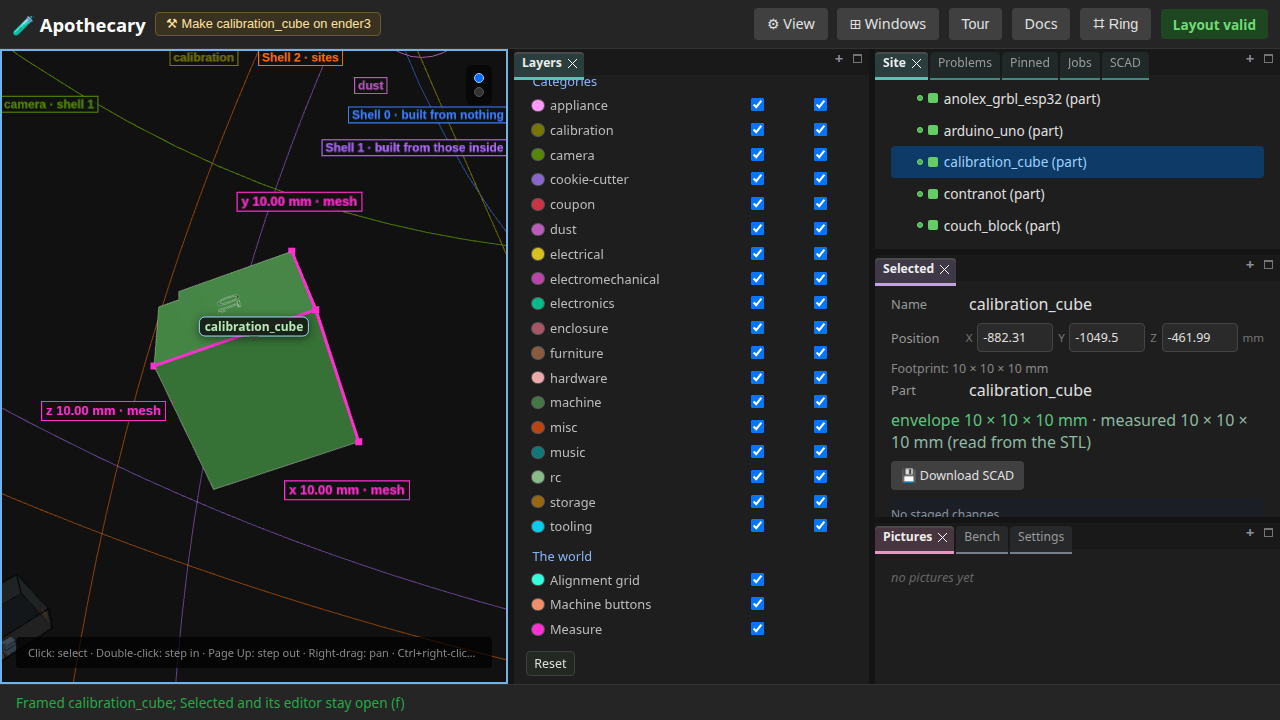 🧪 Apothecary
⚒ Make calibration_cube on ender3
⚙ View
⊞ Windows
Tour
Docs
⌗ Ring
Layout valid
calibration
Shell 2 · sites
dust
camera · shell 1
Shell 0 · built from nothing
Shell 1 · built from those inside
y 10.00 mm · mesh
calibration_cube
z 10.00 mm · mesh
x 10.00 mm · mesh
Click: select · Double-click: step in · Page Up: step out · Right-drag: pan · Ctrl+right-clic...
Layers
Categories
appliance
calibration
camera
cookie-cutter
coupon
dust
electrical
electromechanical
electronics
enclosure
furniture
hardware
machine
misc
music
rc
storage
tooling
The world
Alignment grid
Machine buttons
Measure
Reset
Site
Problems
Pinned
Jobs
SCAD
anolex_grbl_esp32 (part)
arduino_uno (part)
calibration_cube (part)
contranot (part)
couch_block (part)
Selected
Name calibration_cube
Position X -882.31 Y -1049.5 Z -461.99 mm
Footprint: 10 × 10 × 10 mm
Part calibration_cube
envelope 10 × 10 × 10 mm · measured 10 × 10 ×
10 mm (read from the STL)
💾 Download SCAD
No staged changes
Pictures
Bench
Settings
no pictures yet
Framed calibration_cube; Selected and its editor stay open (f)